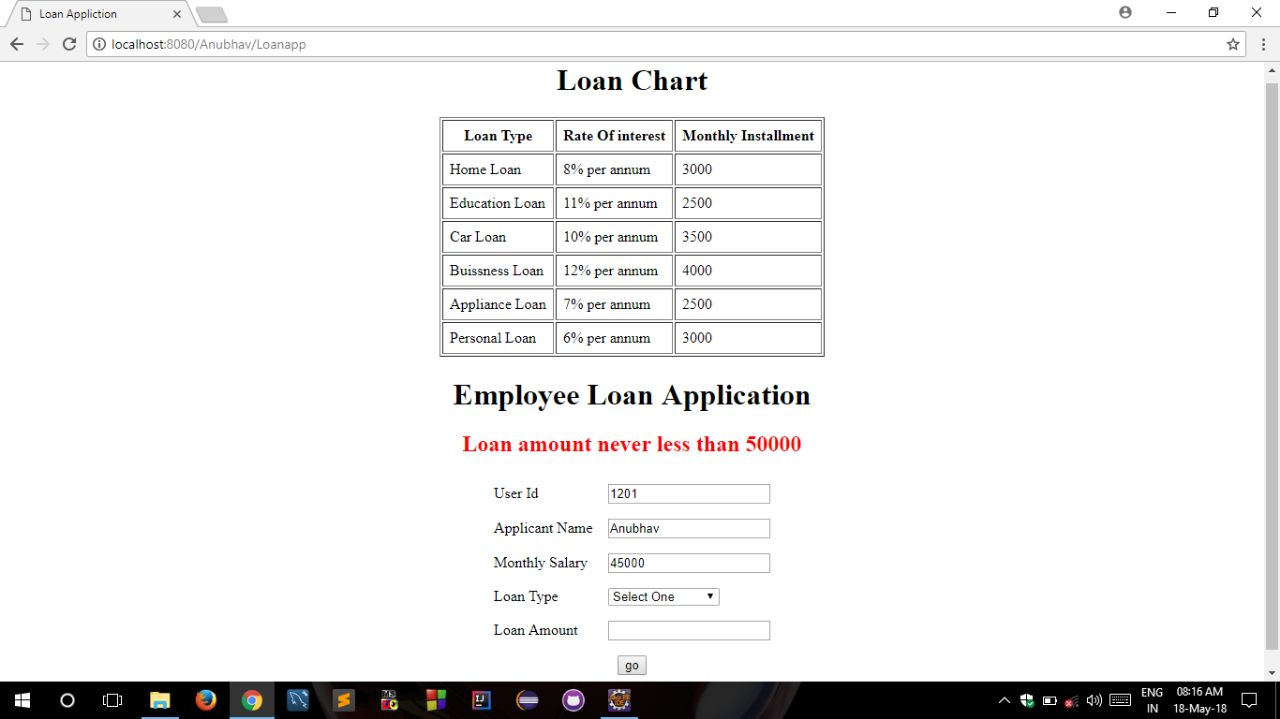 Loan Appliction
localhost:8080/Anubhav/Loanapp
Loan Chart
Loan Type Rate Of interest Monthly Installment
Home Loan 8% per annum 3000
Education Loan 11% per annum 2500
Car Loan 10% per annum 3500
Buissness Loan 12% per annum 4000
Appliance Loan 7% per annum 2500
Personal Loan 6% per annum 3000
Employee Loan Application
Loan amount never less than 50000
User Id 1201
Applicant Name Anubhav
Monthly Salary 45000
Loan Type Select One
Loan Amount
go
ENG 08:16 AM
IN 18-May-18